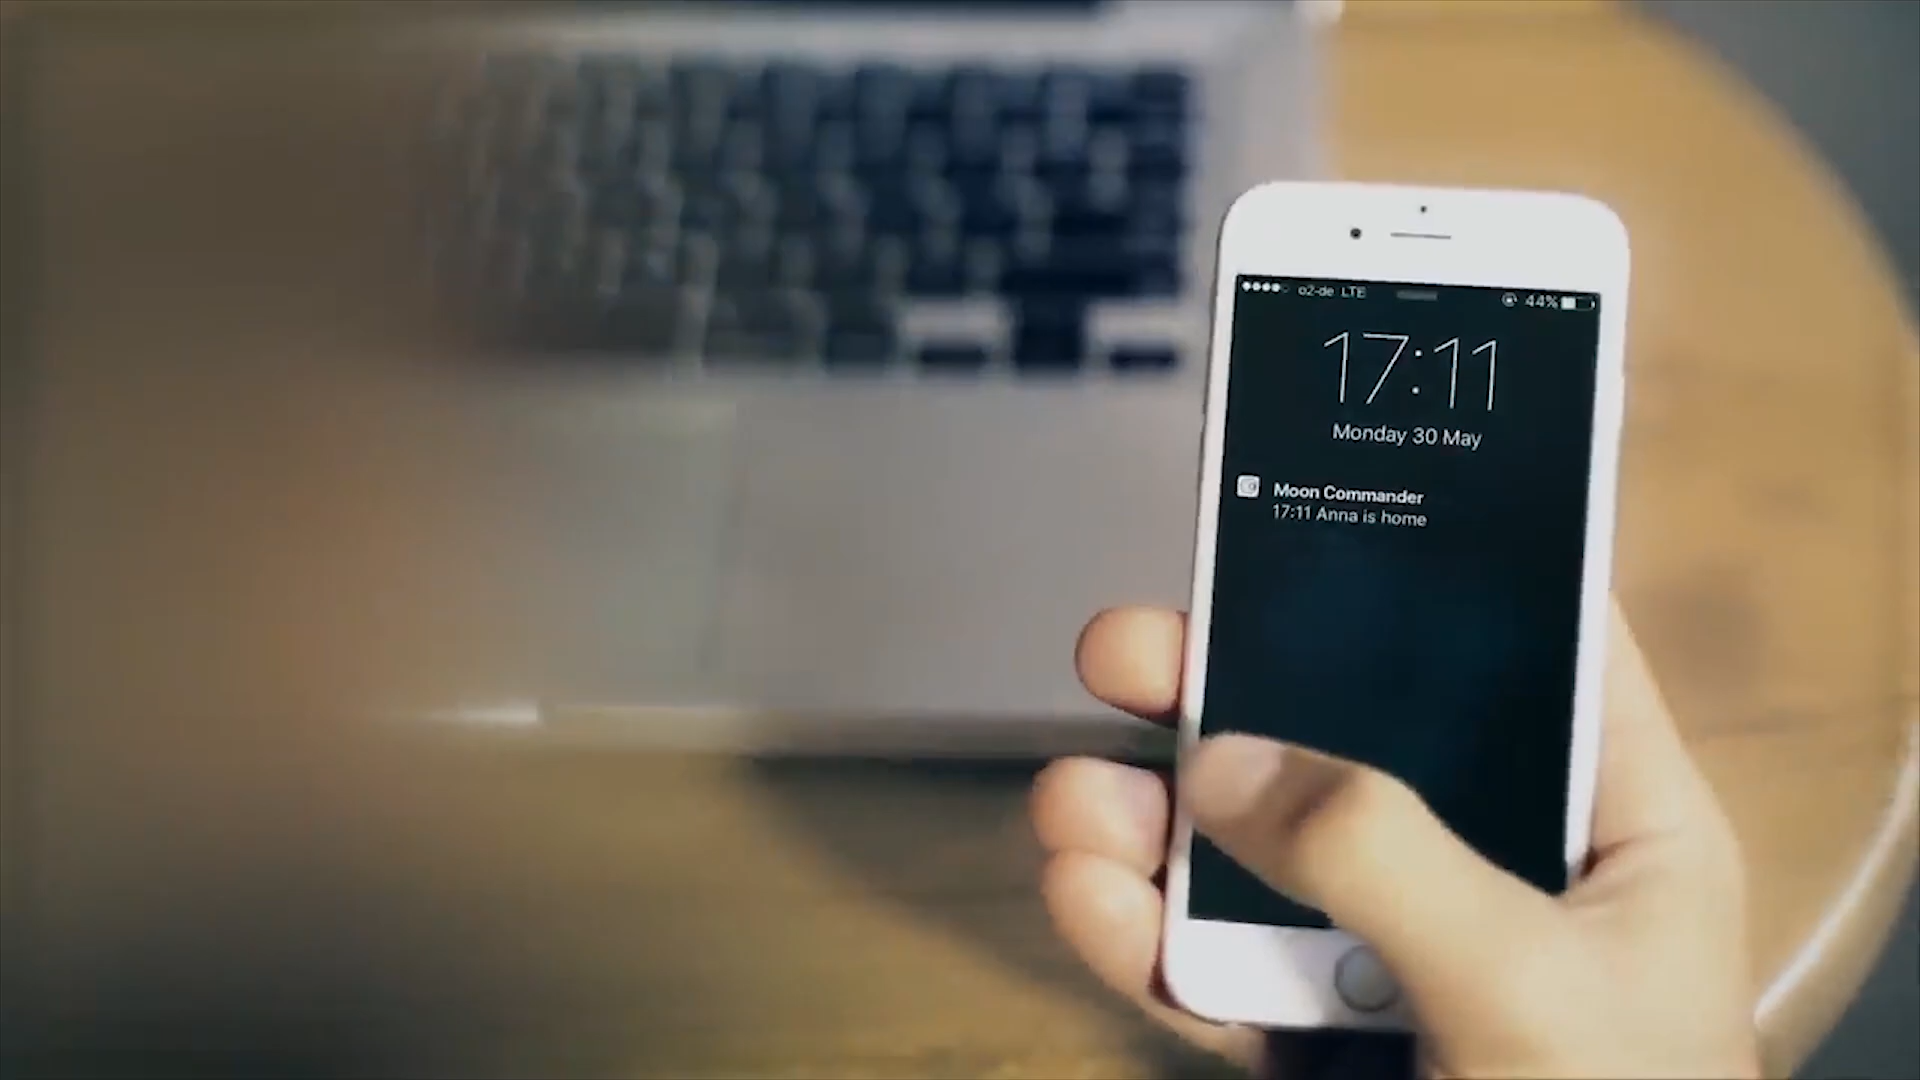 o2-de LTE 44%
17:11
Monday 30 May
Moon Commander
17:11 Anna is home